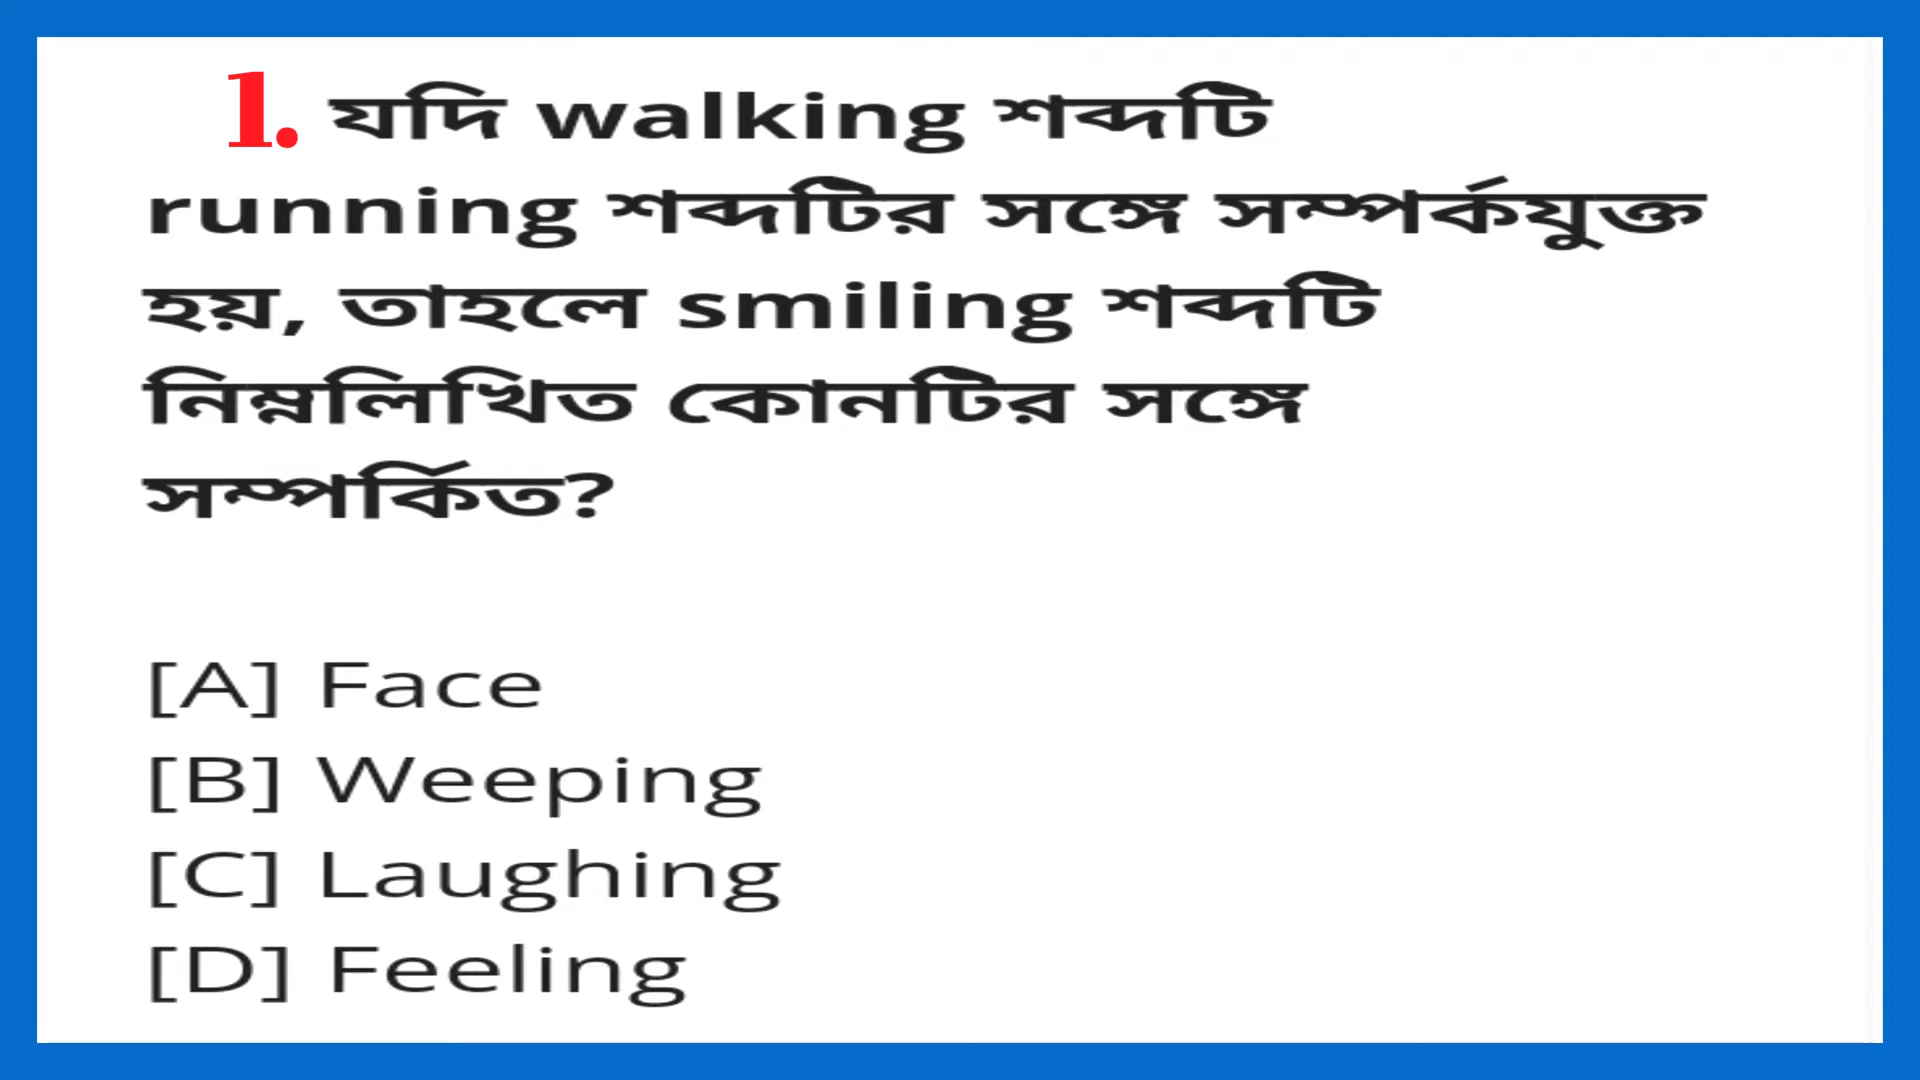 1. যদি walking শব্দটি
running শব্দটির সঙ্গে সম্পর্কযুক্ত
হয়, তাহলে smiling শব্দটি
নিম্নলিখিত কোনটির সঙ্গে
সম্পর্কিত?
[A] Face
[B] Weeping
[C] Laughing
[D] Feeling